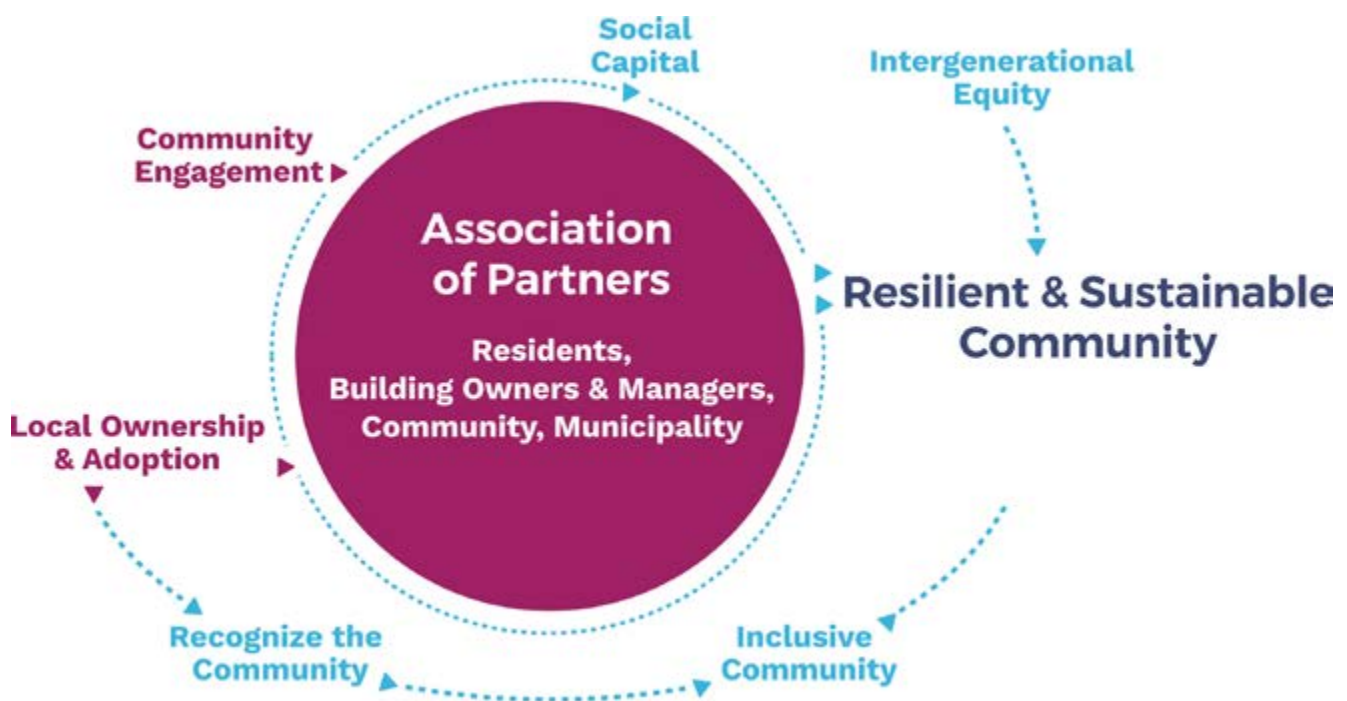 Social
Capital
Intergenerational
Equity
Community
Engagement
Association
of Partners
Residents,
Building Owners & Managers,
Community, Municipality
Resilient & Sustainable
Community
Local Ownership
& Adoption
Recognize the
Community
Inclusive
Community